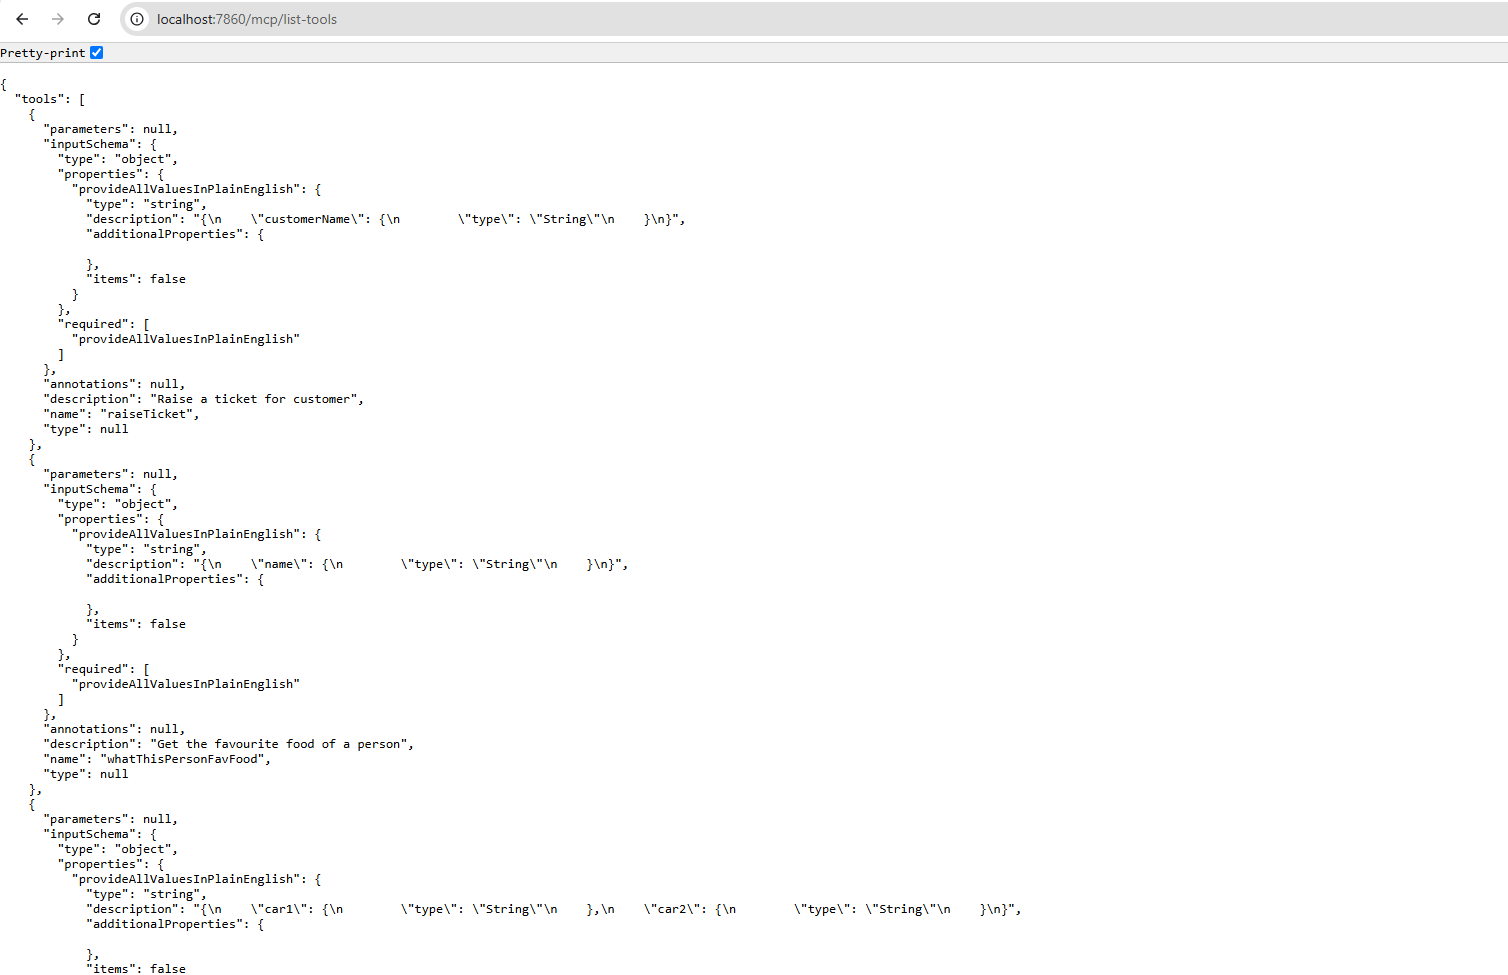 localhost:7860/mcp/list-tools
Pretty-print
{
  "tools": [
    {
      "parameters": null,
      "inputSchema": {
        "type": "object",
        "properties": {
          "provideAllValuesInPlainEnglish": {
            "type": "string",
            "description": "{\n    \"customerName\": {\n        \"type\": \"String\"\n    }\n}",
            "additionalProperties": {

            },
            "items": false
          }
        },
        "required": [
          "provideAllValuesInPlainEnglish"
        ]
      },
      "annotations": null,
      "description": "Raise a ticket for customer",
      "name": "raiseTicket",
      "type": null
    },
    {
      "parameters": null,
      "inputSchema": {
        "type": "object",
        "properties": {
          "provideAllValuesInPlainEnglish": {
            "type": "string",
            "description": "{\n    \"name\": {\n        \"type\": \"String\"\n    }\n}",
            "additionalProperties": {

            },
            "items": false
          }
        },
        "required": [
          "provideAllValuesInPlainEnglish"
        ]
      },
      "annotations": null,
      "description": "Get the favourite food of a person",
      "name": "whatThisPersonFavFood",
      "type": null
    },
    {
      "parameters": null,
      "inputSchema": {
        "type": "object",
        "properties": {
          "provideAllValuesInPlainEnglish": {
            "type": "string",
            "description": "{\n    \"car1\": {\n        \"type\": \"String\"\n    },\n    \"car2\": {\n        \"type\": \"String\"\n    }\n}",
            "additionalProperties": {

            },
            "items": false